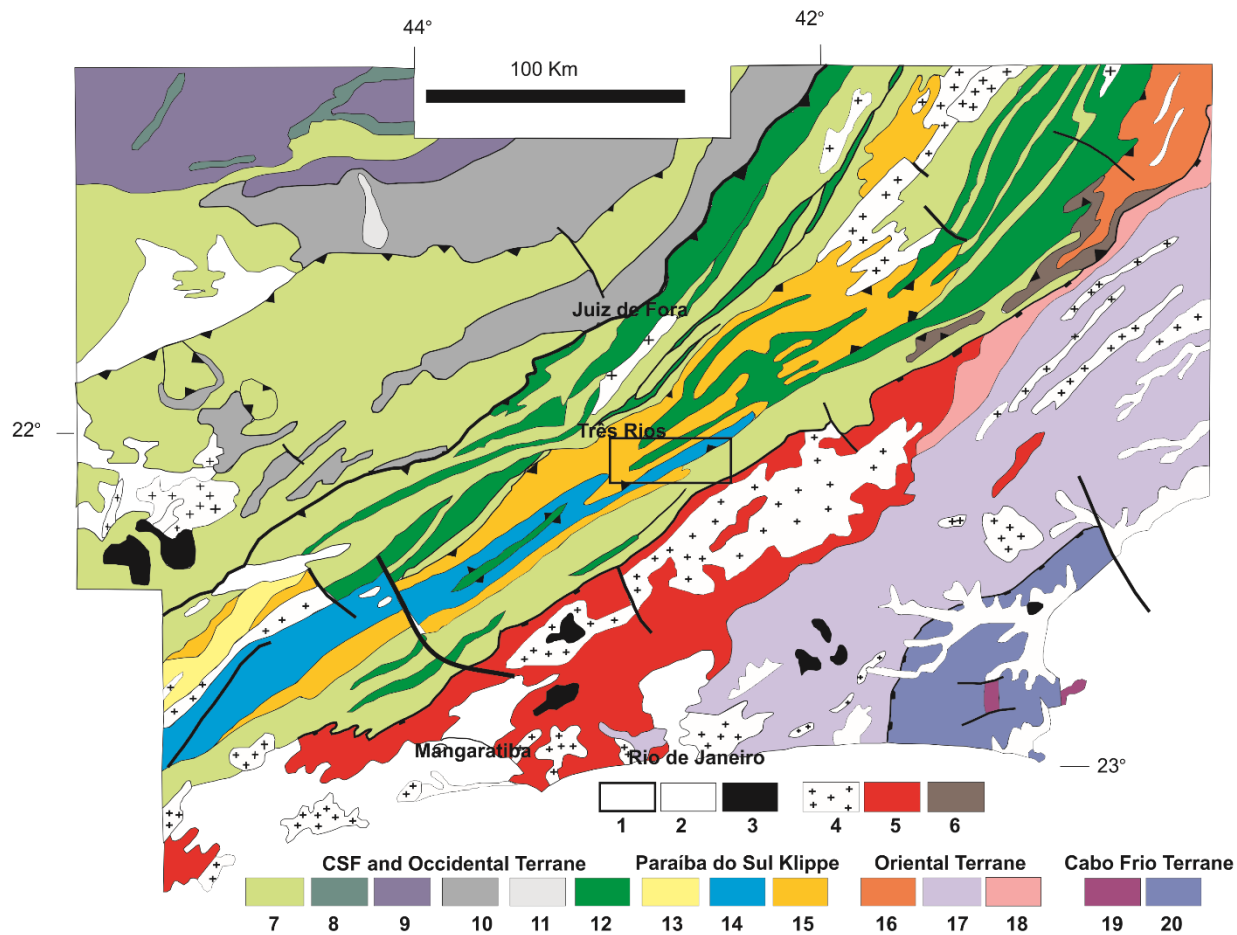 44°
42°
100 Km
Juiz de Fora
22°
Três Rios
Mangaratiba
Rio de Janeiro
23°
1 2 3 4 5 6
CSF and Occidental Terrane Paraíba do Sul Klippe Oriental Terrane Cabo Frio Terrane
7 8 9 10 11 12 13 14 15 16 17 18 19 20